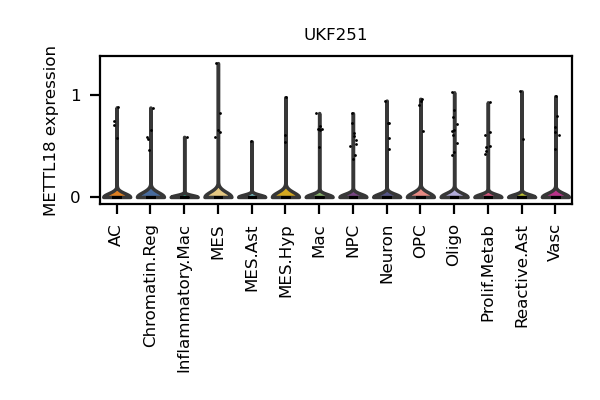 UKF251
METTL18 expression
1
0
AC
Chromatin.Reg
Inflammatory.Mac
MES
MES.Ast
MES.Hyp
Mac
NPC
Neuron
OPC
Oligo
Prolif.Metab
Reactive.Ast
Vasc